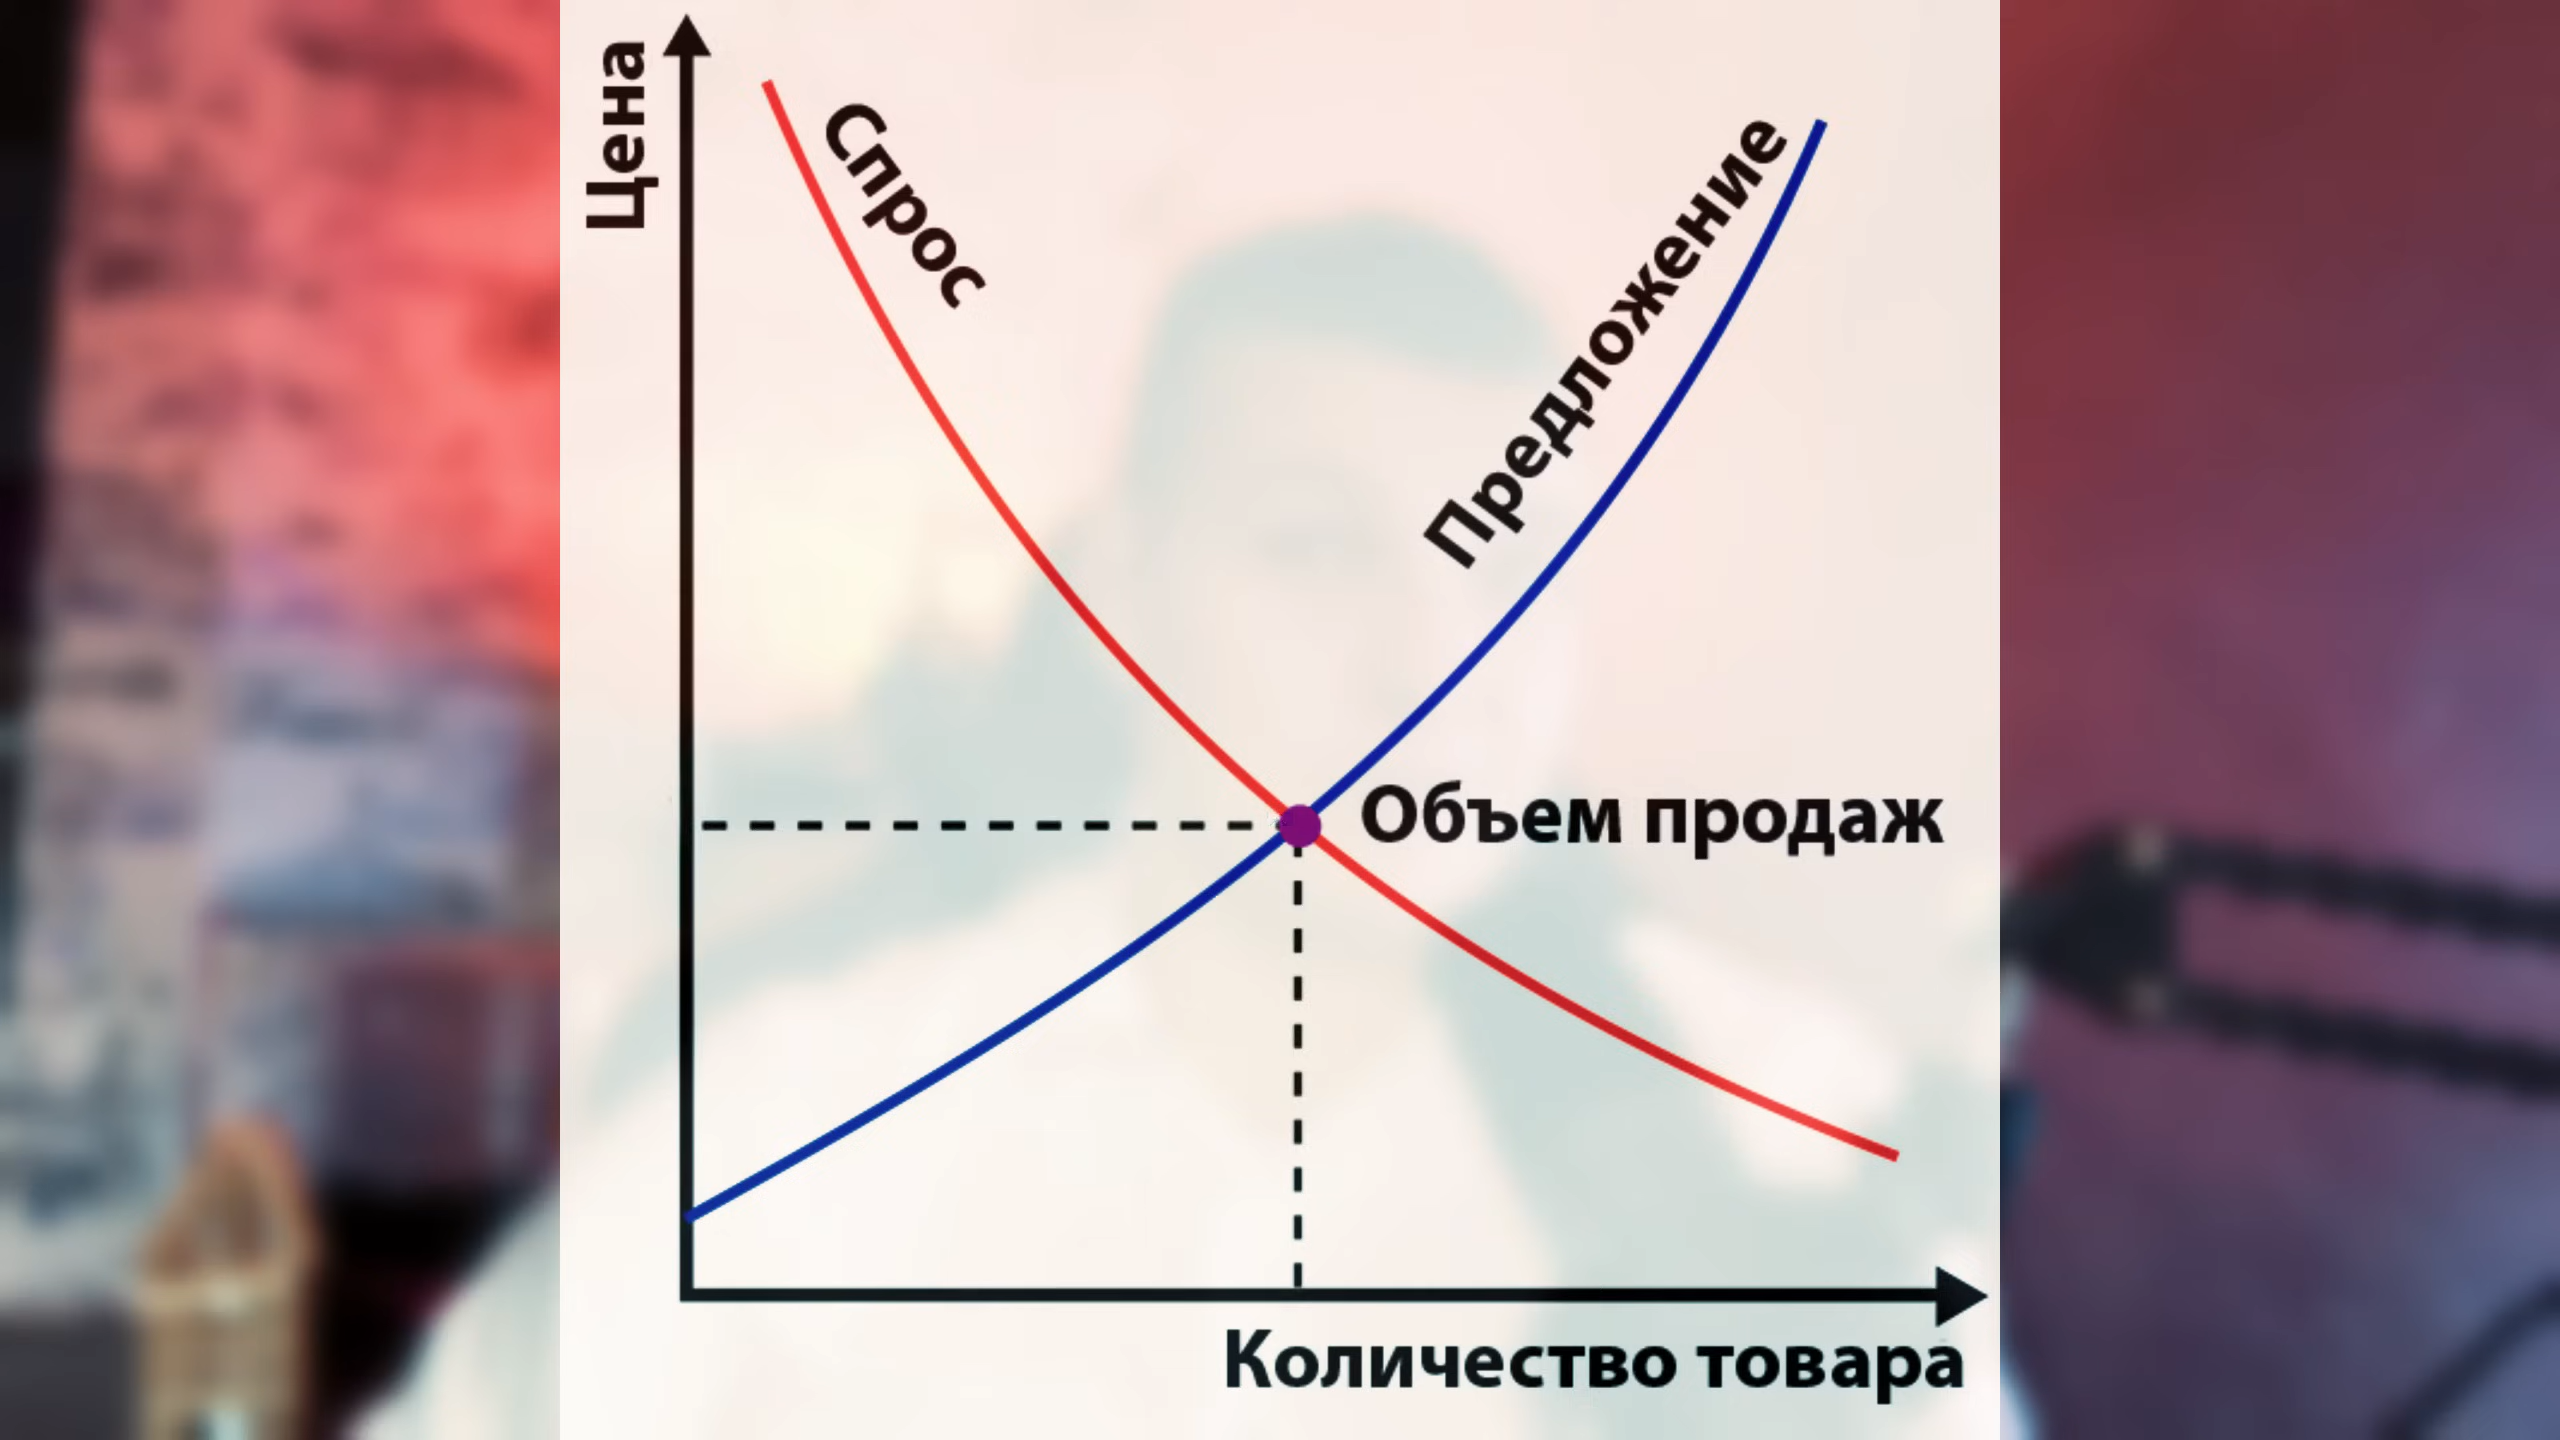 Цена
Спрос
Предложение
Объем продаж
Количество товара